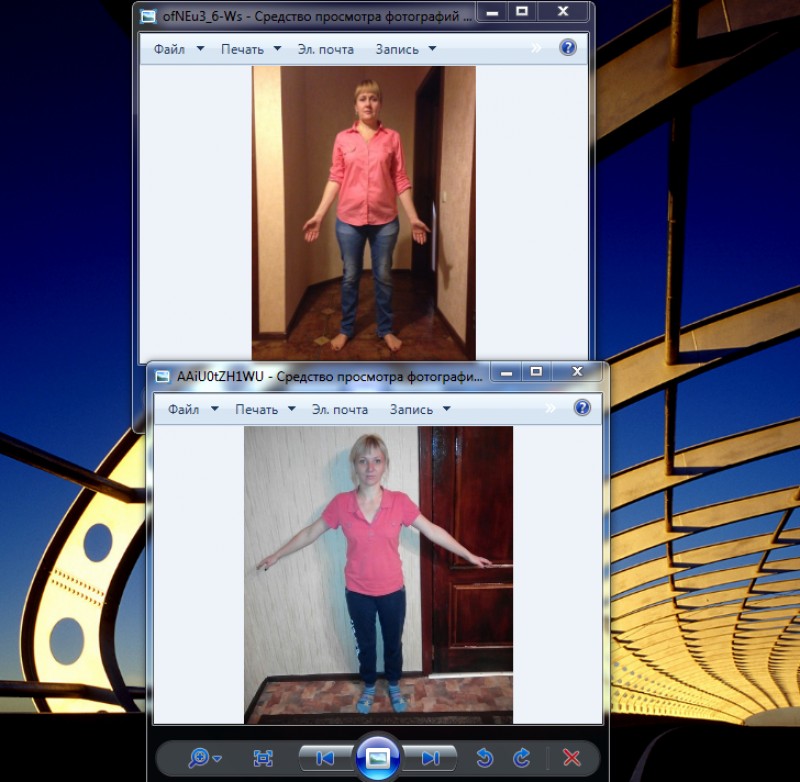 ofNEu3_6-Ws - Средство просмотра фотографий ...
Файл Печать Эл. почта Запись
AAiU0tZH1WU - Средство просмотра фотографи...
Файл Печать Эл. почта Запись